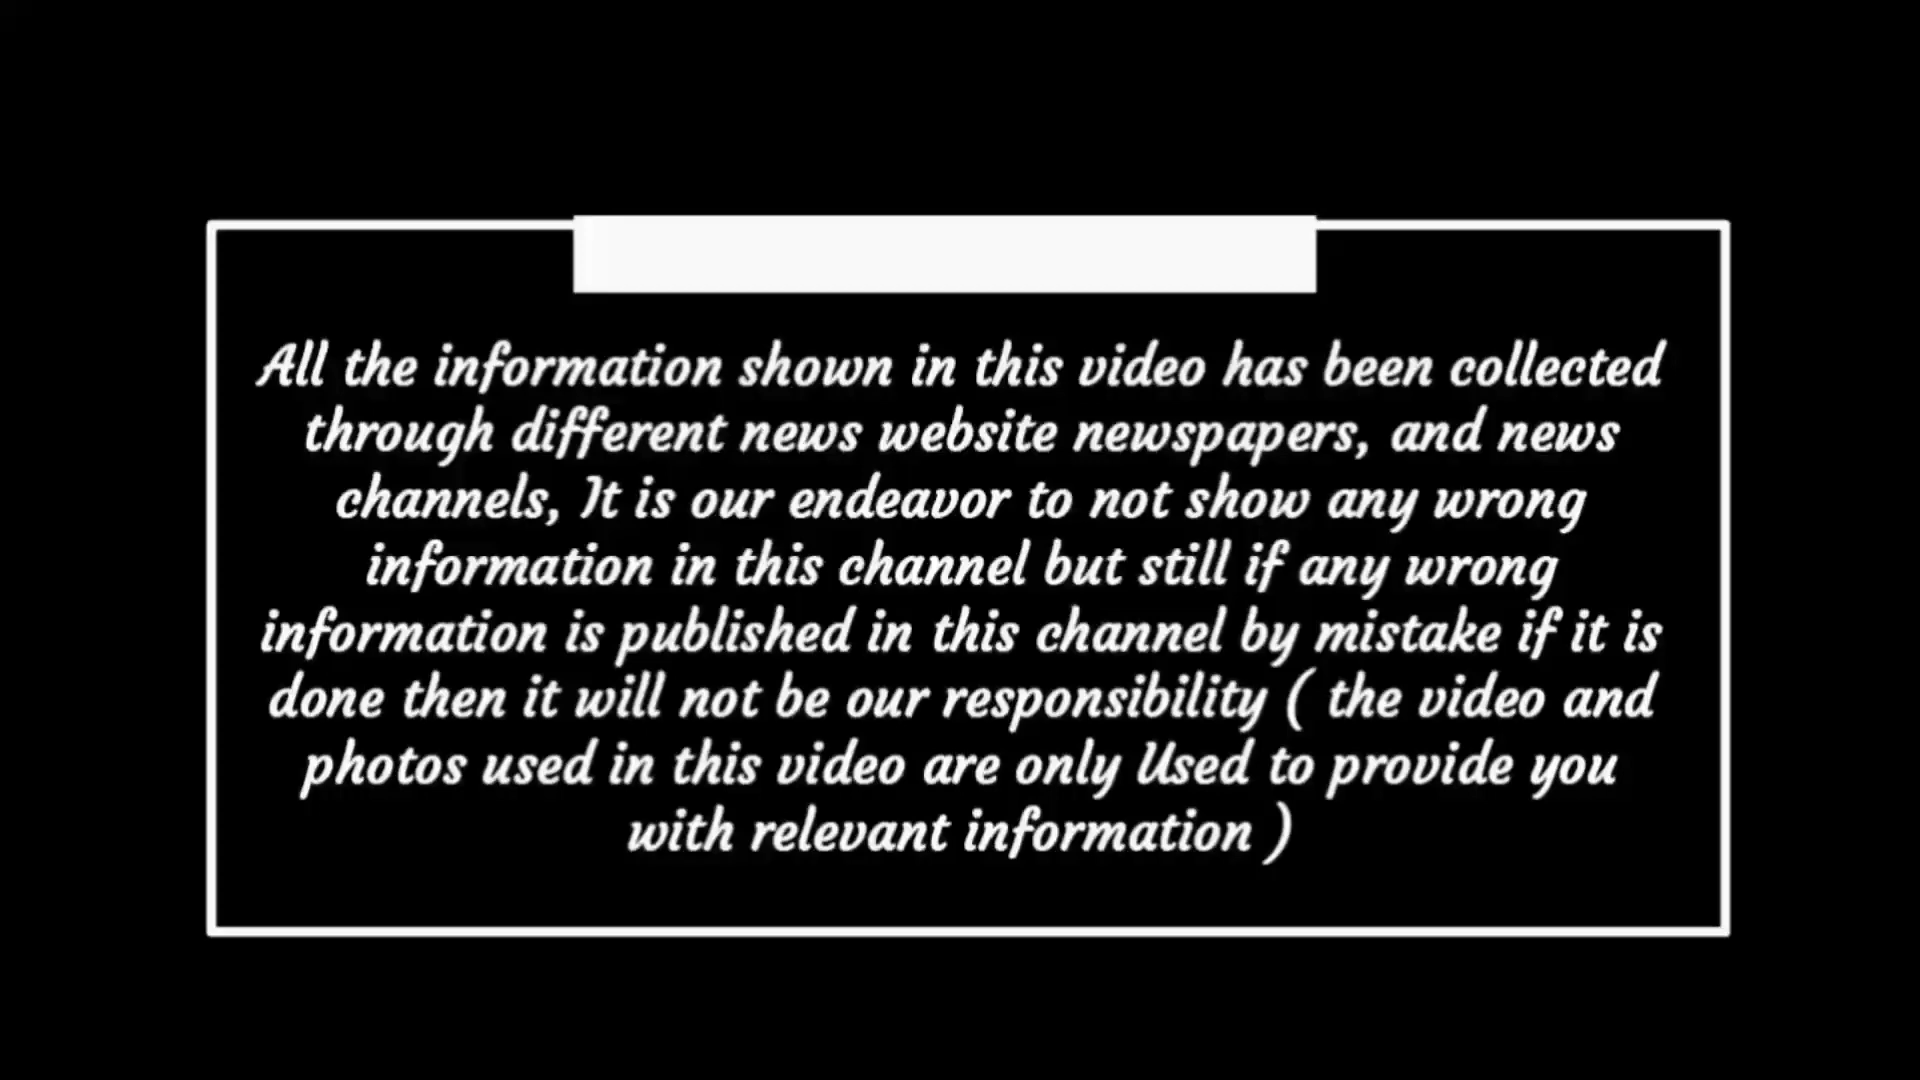 All the information shown in this video has been collected
through different news website newspapers, and news
channels, It is our endeavor to not show any wrong
information in this channel but still if any wrong
information is published in this channel by mistake if it is
done then it will not be our responsibility ( the video and
photos used in this video are only Used to provide you
with relevant information )